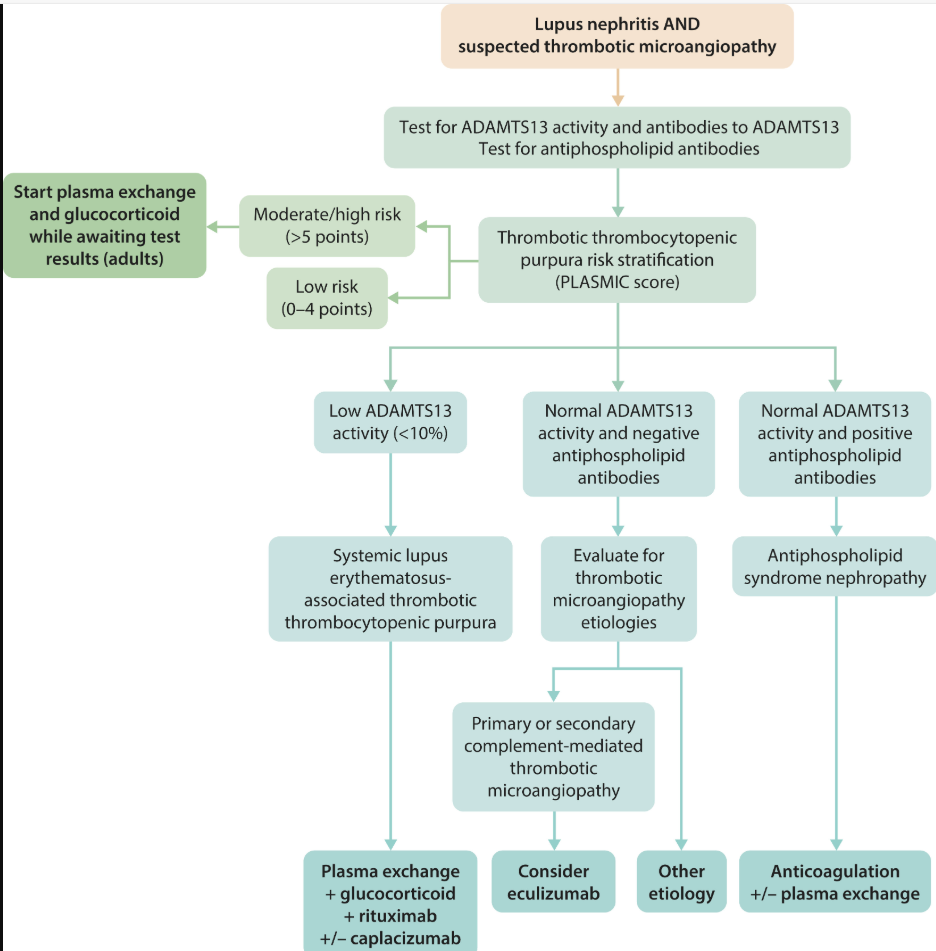 Lupus nephritis AND
suspected thrombotic microangiopathy
Test for ADAMTS13 activity and antibodies to ADAMTS13
Test for antiphospholipid antibodies
Start plasma exchange
and glucocorticoid
while awaiting test
results (adults)
Moderate/high risk
(>5 points)
Low risk
(0–4 points)
Thrombotic thrombocytopenic
purpura risk stratification
(PLASMIC score)
Low ADAMTS13
activity (<10%)
Normal ADAMTS13
activity and negative
antiphospholipid
antibodies
Normal ADAMTS13
activity and positive
antiphospholipid
antibodies
Systemic lupus
erythematosus-
associated thrombotic
thrombocytopenic purpura
Evaluate for
thrombotic
microangiopathy
etiologies
Antiphospholipid
syndrome nephropathy
Primary or secondary
complement-mediated
thrombotic
microangiopathy
Plasma exchange
+ glucocorticoid
+ rituximab
+/– caplacizumab
Consider
eculizumab
Other
etiology
Anticoagulation
+/– plasma exchange